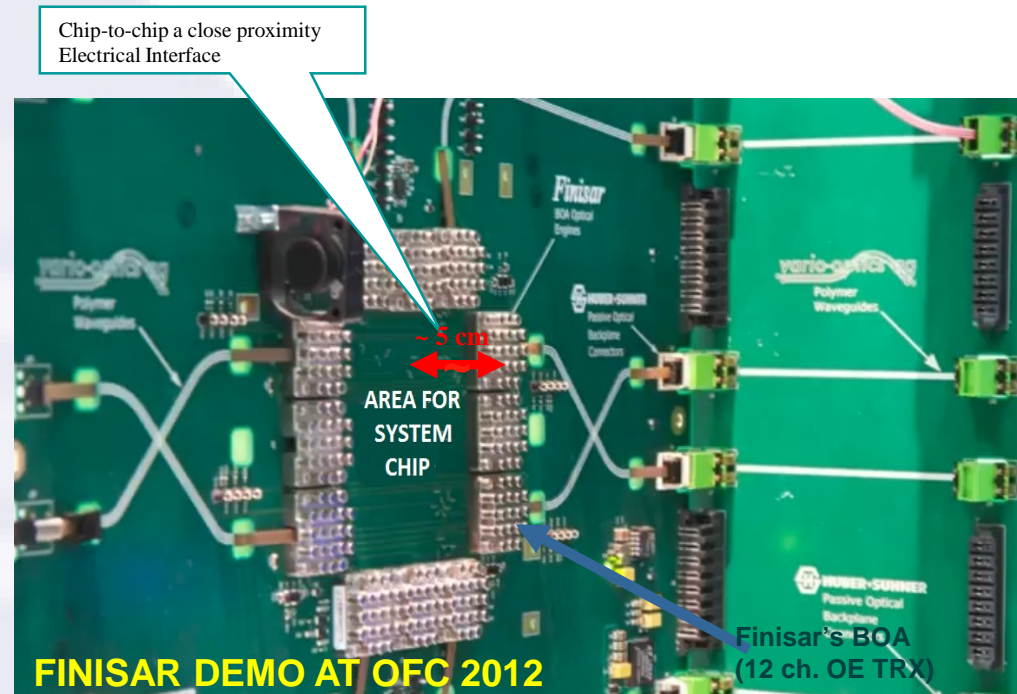 Chip-to-chip a close proximity
Electrical Interface
Finisar
BOA Optical
Engines
vario-optics ag
Polymer
Waveguides
HUBER+SUHNER
Passive Optical
Backplane
Connectors
vario-optics ag
Polymer
Waveguides
~ 5 cm
AREA FOR
SYSTEM
CHIP
HUBER+SUHNER
Passive Optical
Backplane
Finisar's BOA
(12 ch. OE TRX)
FINISAR DEMO AT OFC 2012